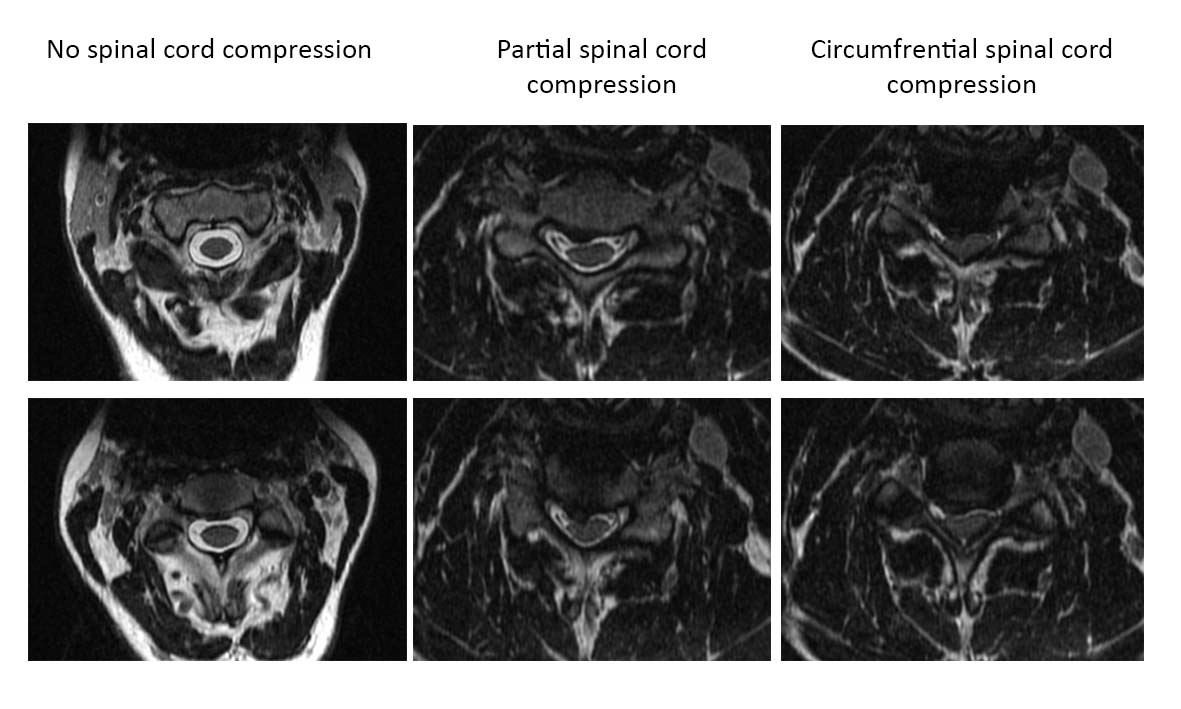 No spinal cord compression
Partial spinal cord
compression
Circumfrential spinal cord
compression